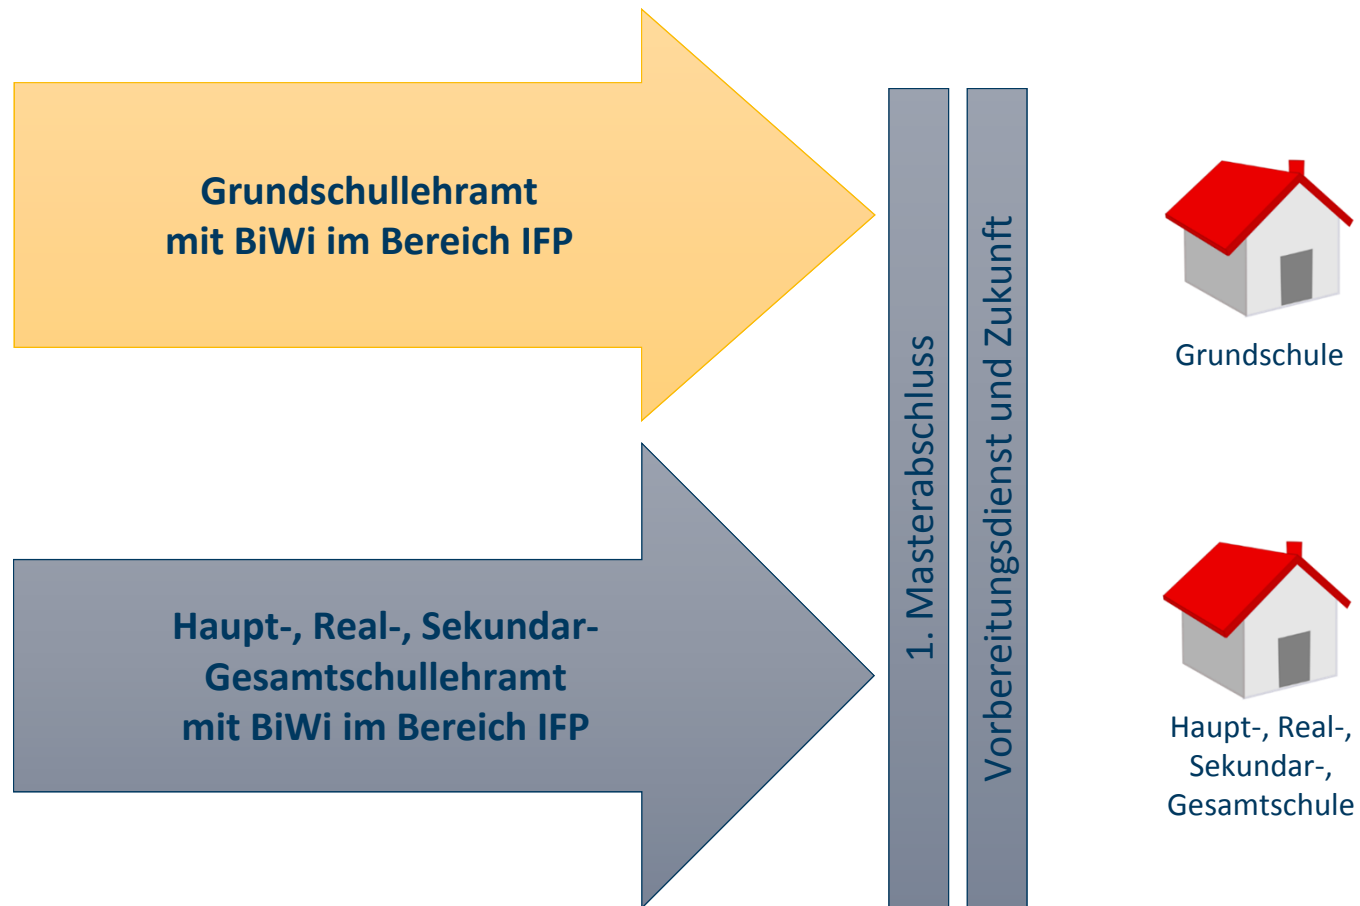 Grundschullehramt
mit BiWi im Bereich IFP
Haupt-, Real-, Sekundar-
Gesamtschullehramt
mit BiWi im Bereich IFP
1. Masterabschluss
Vorbereitungsdienst und Zukunft
Grundschule
Haupt-, Real-,
Sekundar-,
Gesamtschule